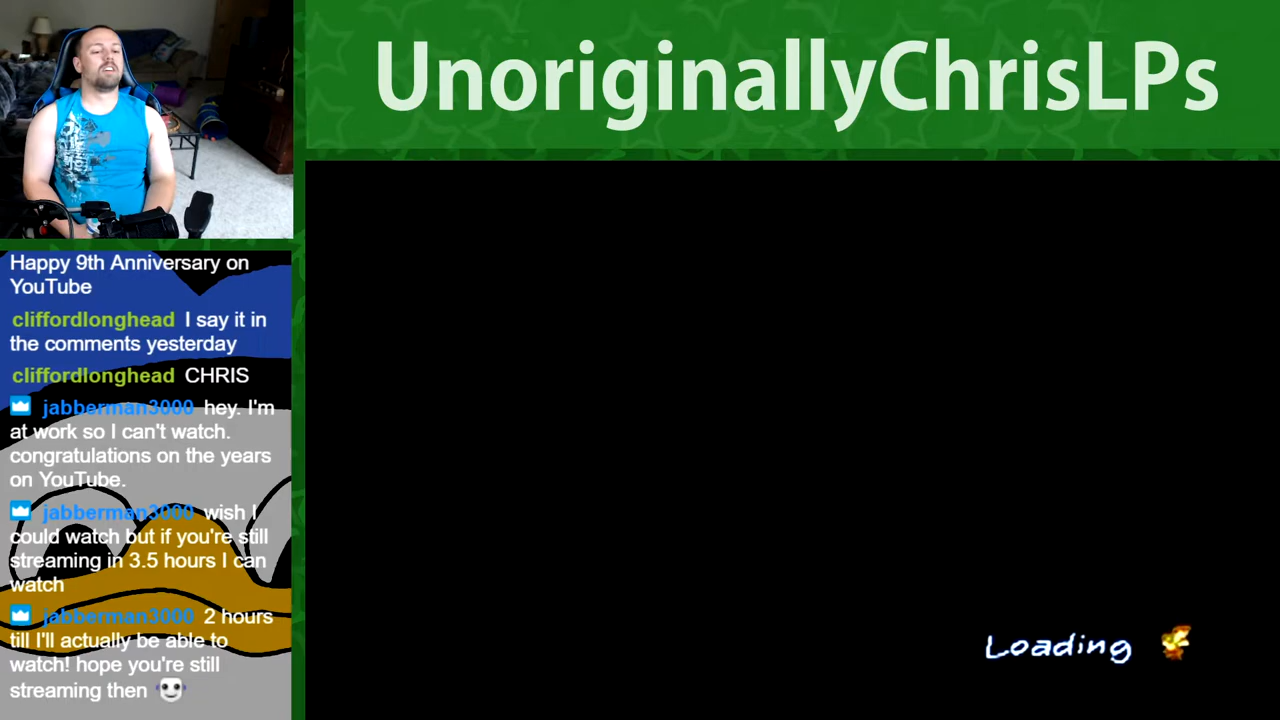 UnoriginallyChrisLPs
Happy 9th Anniversary on
YouTube
cliffordlonghead I say it in
the comments yesterday
cliffordlonghead CHRIS
jabberman3000 hey. I'm
at work so I can't watch.
congratulations on the years
on YouTube.
jabberman3000 wish I
could watch but if you're still
streaming in 3.5 hours I can
watch
jabberman3000 2 hours
till I'll actually be able to
watch! hope you're still
streaming then
Loading